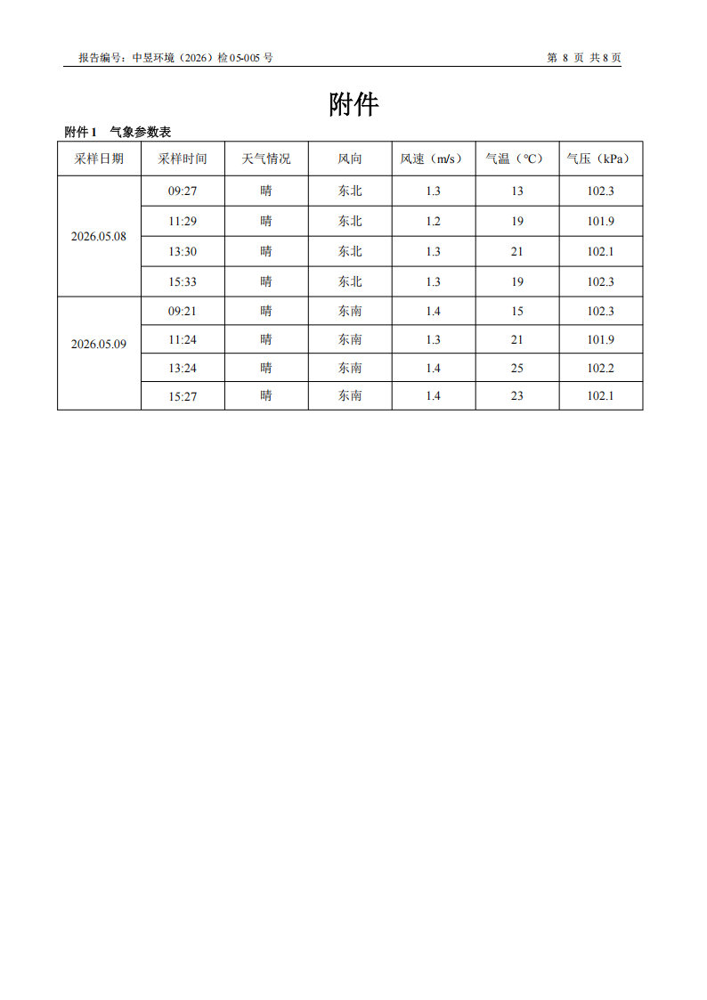 报告编号：中昱环境（2026）检 05-005 号 第 8 页 共 8 页
附件
附件 1 气象参数表
采样日期 采样时间 天气情况 风向 风速（m/s） 气温（℃） 气压（kPa）
2026.05.08 09:27 晴 东北 1.3 13 102.3
11:29 晴 东北 1.2 19 101.9
13:30 晴 东北 1.3 21 102.1
15:33 晴 东北 1.3 19 102.3
2026.05.09 09:21 晴 东南 1.4 15 102.3
11:24 晴 东南 1.3 21 101.9
13:24 晴 东南 1.4 25 102.2
15:27 晴 东南 1.4 23 102.1